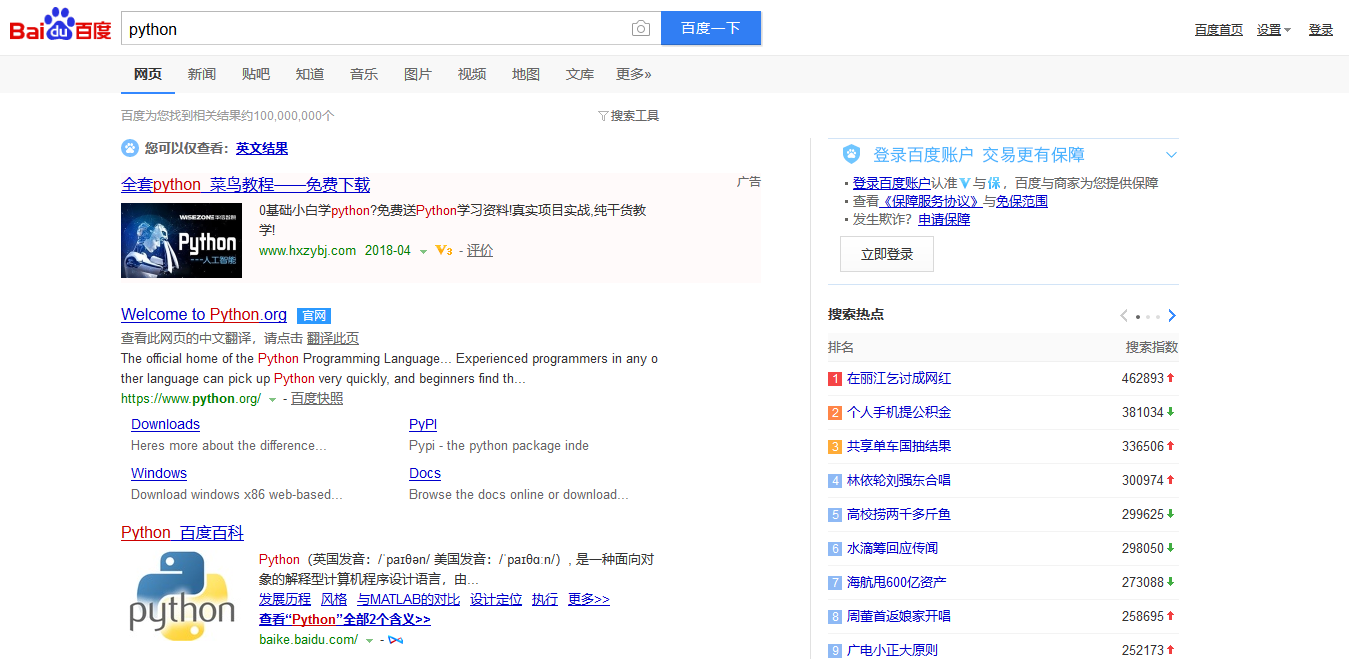 Bai du 百度
python
百度一下
百度首页 设置 登录
网页 新闻 贴吧 知道 音乐 图片 视频 地图 文库 更多»
百度为您找到相关结果约100,000,000个
搜索工具
您可以仅查看：英文结果
全套python_菜鸟教程——免费下载
广告
WISEZONE 华信智原
Python
---人工智能
0基础小白学python?免费送Python学习资料!真实项目实战,纯干货教
学!
www.hxzybj.com 2018-04 V3 - 评价
Welcome to Python.org 官网
查看此网页的中文翻译，请点击 翻译此页
The official home of the Python Programming Language... Experienced programmers in any o
ther language can pick up Python very quickly, and beginners find th...
https://www.python.org/ - 百度快照
Downloads
Heres more about the difference...
PyPI
Pypi - the python package inde
Windows
Download windows x86 web-based...
Docs
Browse the docs online or download...
Python_百度百科
python
Python（英国发音：/ˈpaɪθən/ 美国发音：/ˈpaɪθɑːn/）, 是一种面向对
象的解释型计算机程序设计语言，由...
发展历程 风格 与MATLAB的对比 设计定位 执行 更多>>
查看“Python”全部2个含义>>
baike.baidu.com/ -
登录百度账户 交易更有保障
登录百度账户认准V与保，百度与商家为您提供保障
查看《保障服务协议》与免保范围
发生欺诈？申请保障
立即登录
搜索热点
排名 搜索指数
1 在丽江乞讨成网红 462893
2 个人手机提公积金 381034
3 共享单车国抽结果 336506
4 林依轮刘强东合唱 300974
5 高校捞两千多斤鱼 299625
6 水滴筹回应传闻 298050
7 海航甩600亿资产 273088
8 周董首返娘家开唱 258695
9 广电小正大原则 252173